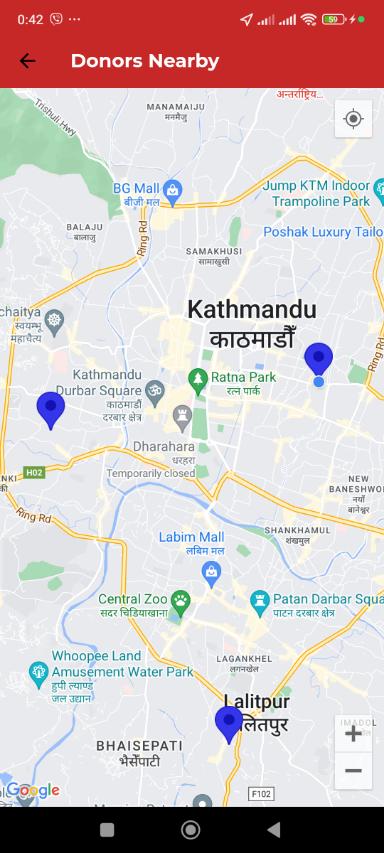 0:42
59
Donors Nearby
अन्तर्राष्ट्रिय...
Trishuli Hwy
MANAMAIJU
मनमैजु
BG Mall
बीजी मल
Jump KTM Indoor
Trampoline Park
BALAJU
बालाजु
Ring Rd
Poshak Luxury Tailo
SAMAKHUSI
सामाखुसी
chaitya
स्वयम्भू
महाचैत्य
Kathmandu
काठमाडौँ
Ring Rd
Kathmandu
Durbar Square
काठमाडौं
दरबार क्षेत्र
Ratna Park
रत्न पार्क
Dharahara
धरहरा
Temporarily closed
H02
NEW
BANESHWO
नयाँ
बानेश्वर
Ring Rd
SHANKHAMUL
शंखमुल
Labim Mall
लबिम मल
Central Zoo
सदर चिडियाखाना
Patan Darbar Squa
पाटन दरबार क्षेत्र
LAGANKHEL
लगनखेल
Whoopee Land
Amusement Water Park
हुपी ल्याण्ड
जल उद्यान
Lalitpur
लितपुर
IMADOL
BHAISEPATI
भैसेँपाटी
F102
Google